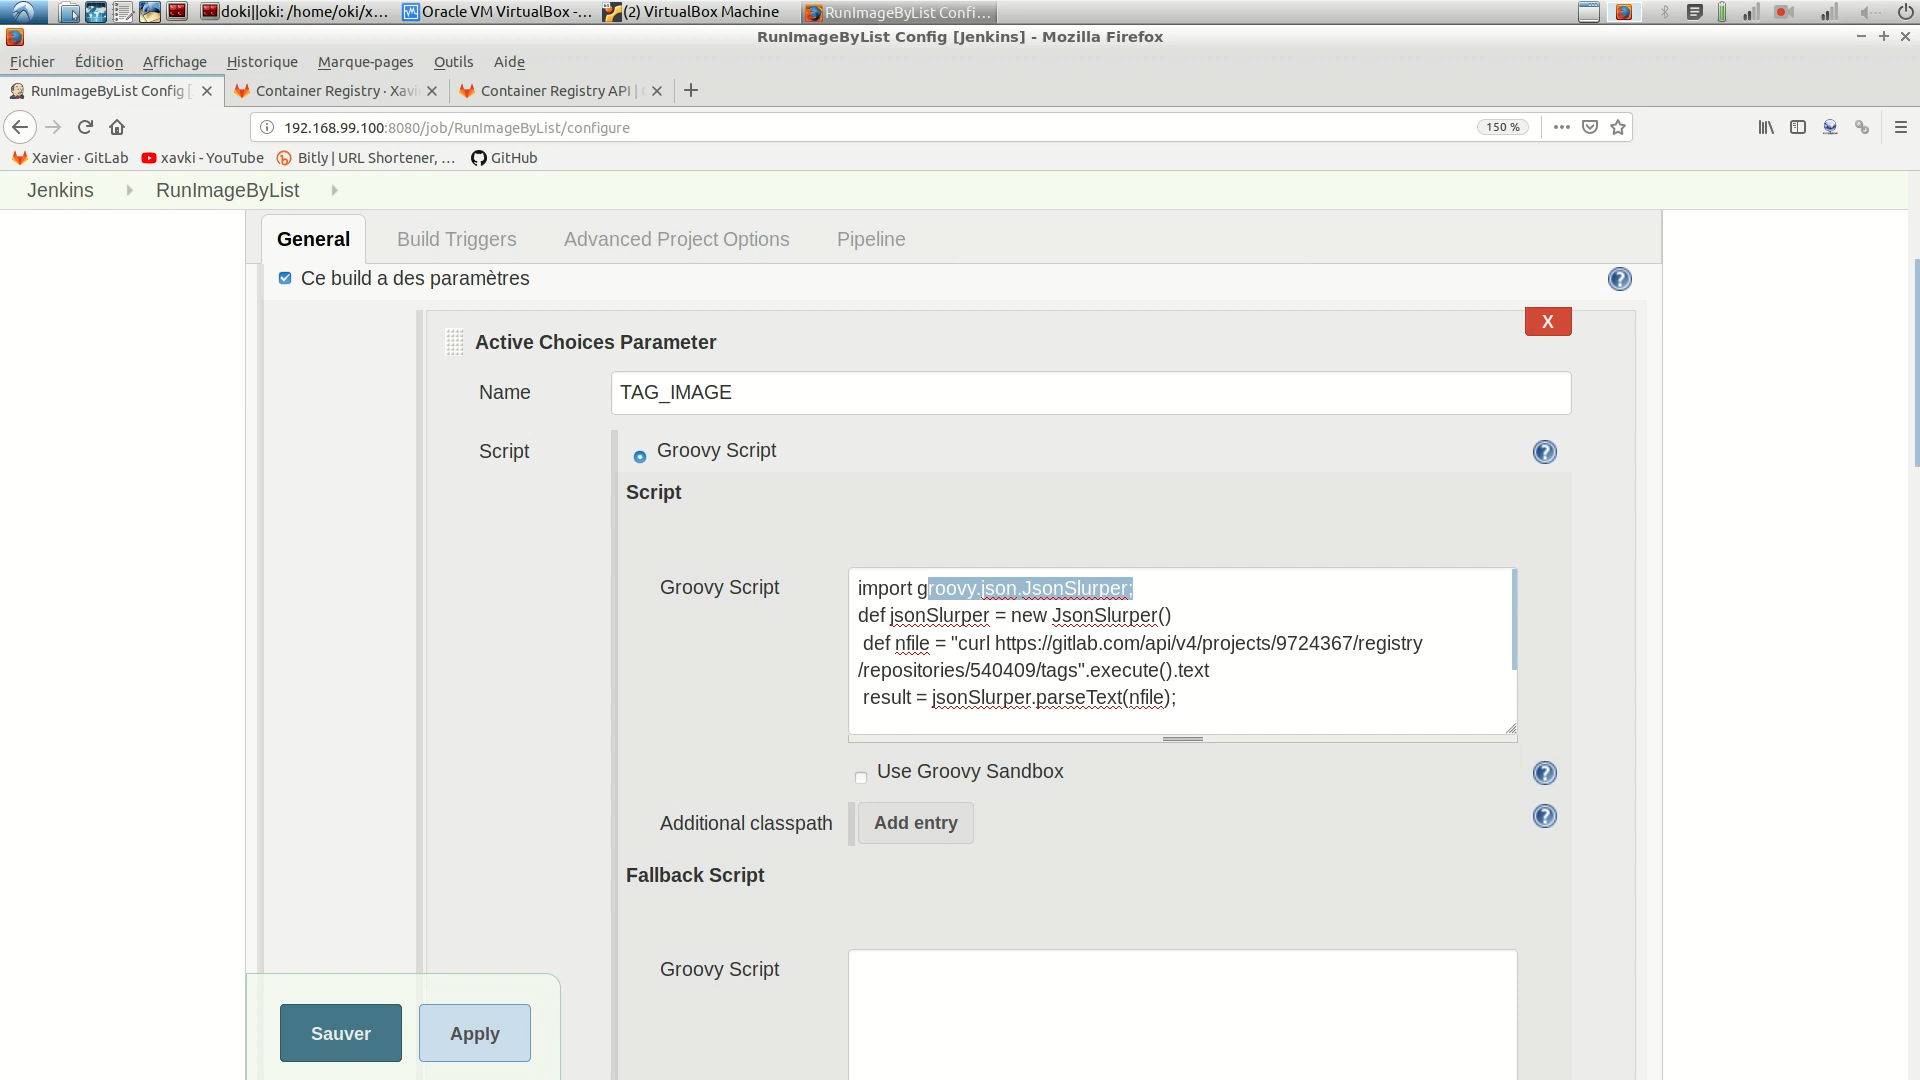 doki||oki: /home/oki/x...
Oracle VM VirtualBox -...
(2) VirtualBox Machine
RunImageByList Confi...
RunImageByList Config [Jenkins] - Mozilla Firefox
Fichier Édition Affichage Historique Marque-pages Outils Aide
RunImageByList Config [
Container Registry · Xavi
Container Registry API |
192.168.99.100:8080/job/RunImageByList/configure
150 %
Xavier · GitLab
xavki - YouTube
Bitly | URL Shortener, ...
GitHub
Jenkins
RunImageByList
General
Build Triggers
Advanced Project Options
Pipeline
Ce build a des paramètres
X
Active Choices Parameter
Name
TAG_IMAGE
Script
Groovy Script
Script
Groovy Script
import groovy.json.JsonSlurper;
def jsonSlurper = new JsonSlurper()
def nfile = "curl https://gitlab.com/api/v4/projects/9724367/registry
/repositories/540409/tags".execute().text
result = jsonSlurper.parseText(nfile);
Use Groovy Sandbox
Additional classpath
Add entry
Fallback Script
Groovy Script
Sauver
Apply